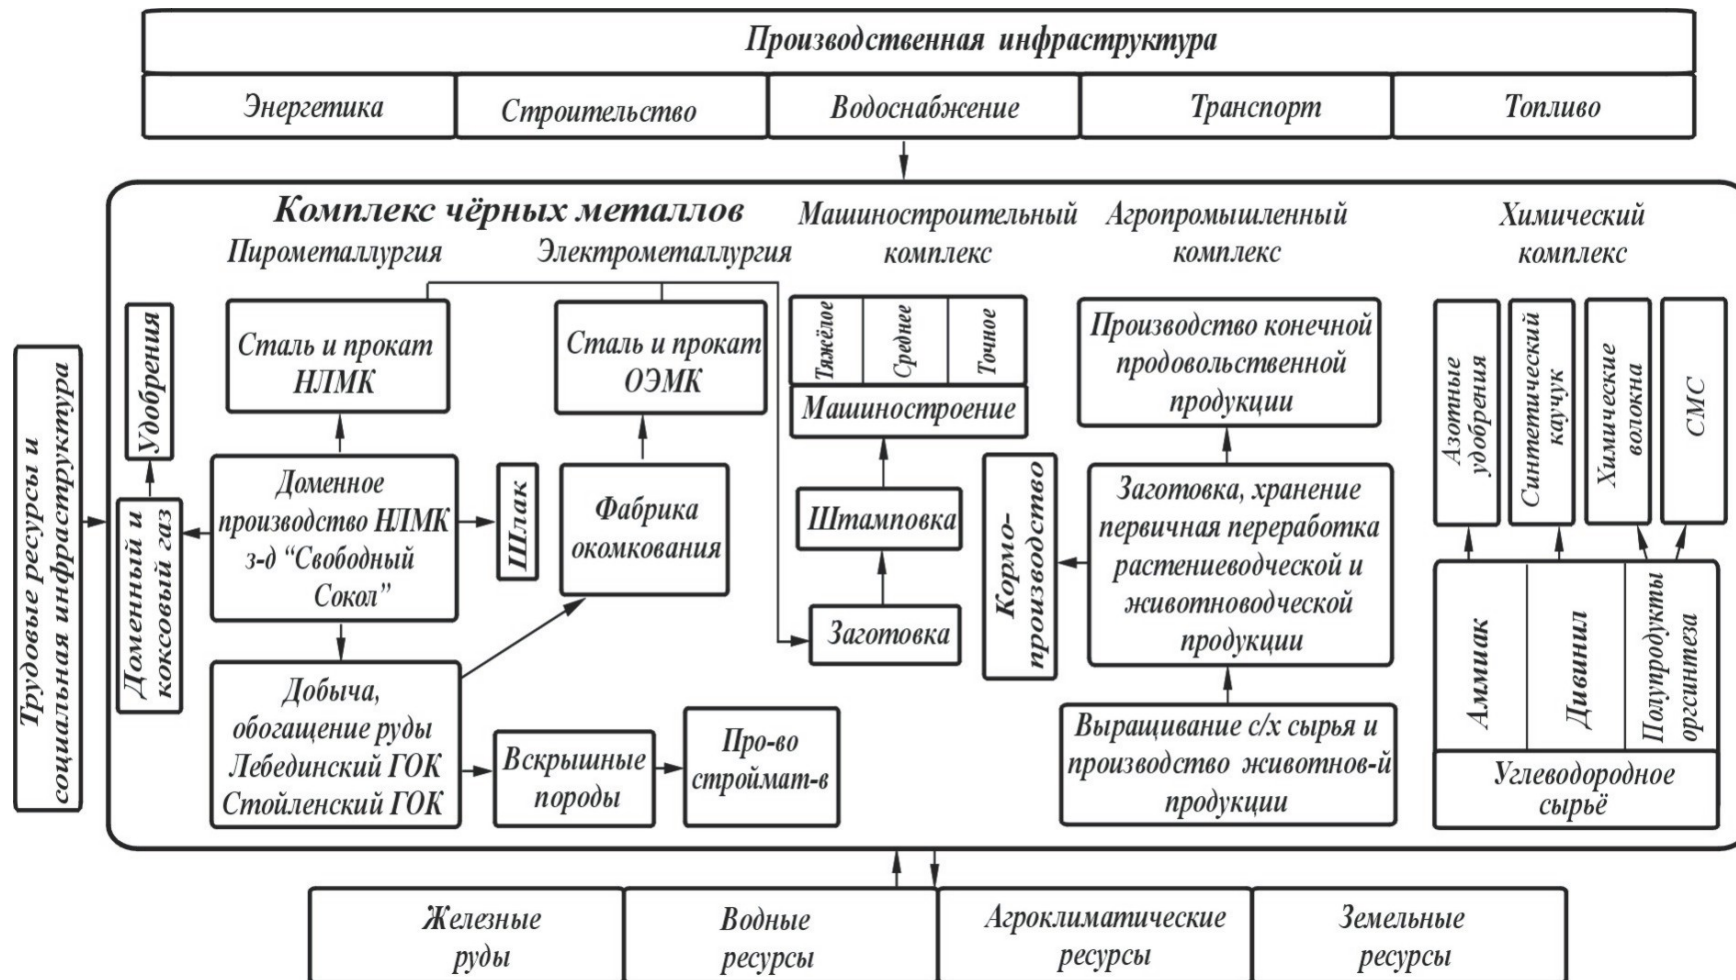 Производственная инфраструктура
Энергетика
Строительство
Водоснабжение
Транспорт
Топливо
Трудовые ресурсы и
социальная инфраструктура
Комплекс чёрных металлов
Пирометаллургия
Электрометаллургия
Удобрения
Доменный и
коксовый газ
Сталь и прокат
НЛМК
Доменное
производство НЛМК
з-д “Свободный
Сокол”
Шлак
Добыча,
обогащение руды
Лебединский ГОК
Стойленский ГОК
Вскрышные
породы
Про-во
строймат-в
Сталь и прокат
ОЭМК
Фабрика
окомкования
Машиностроительный
комплекс
Тяжёлое
Среднее
Точное
Машиностроение
Штамповка
Заготовка
Агропромышленный
комплекс
Производство конечной
продовольственной
продукции
Кормо-
производство
Заготовка, хранение
первичная переработка
растениеводческой и
животноводческой
продукции
Выращивание с/х сырья и
производство животнов-й
продукции
Химический
комплекс
Азотные
удобрения
Синтетический
каучук
Химические
волокна
СМС
Аммиак
Дивинил
Полупродукты
оргсинтеза
Углеводородное
сырьё
Железные
руды
Водные
ресурсы
Агроклиматические
ресурсы
Земельные
ресурсы